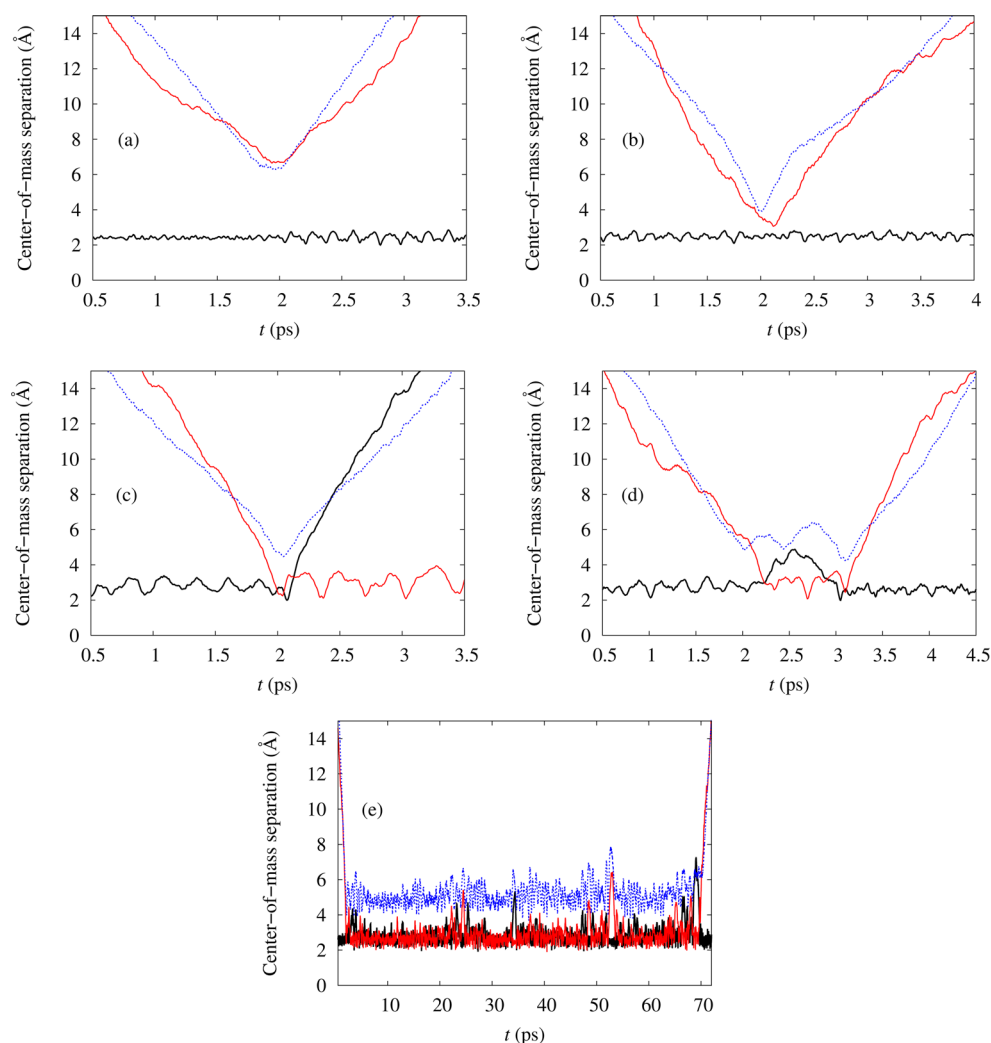 14
12
10
8
6
4
2
0
Center−of−mass separation (Å)
(a)
0.5 1 1.5 2 2.5 3 3.5
t (ps)
14
12
10
8
6
4
2
0
Center−of−mass separation (Å)
(b)
0.5 1 1.5 2 2.5 3 3.5 4
t (ps)
14
12
10
8
6
4
2
0
Center−of−mass separation (Å)
(c)
0.5 1 1.5 2 2.5 3 3.5
t (ps)
14
12
10
8
6
4
2
0
Center−of−mass separation (Å)
(d)
0.5 1 1.5 2 2.5 3 3.5 4 4.5
t (ps)
14
12
10
8
6
4
2
0
Center−of−mass separation (Å)
(e)
10 20 30 40 50 60 70
t (ps)